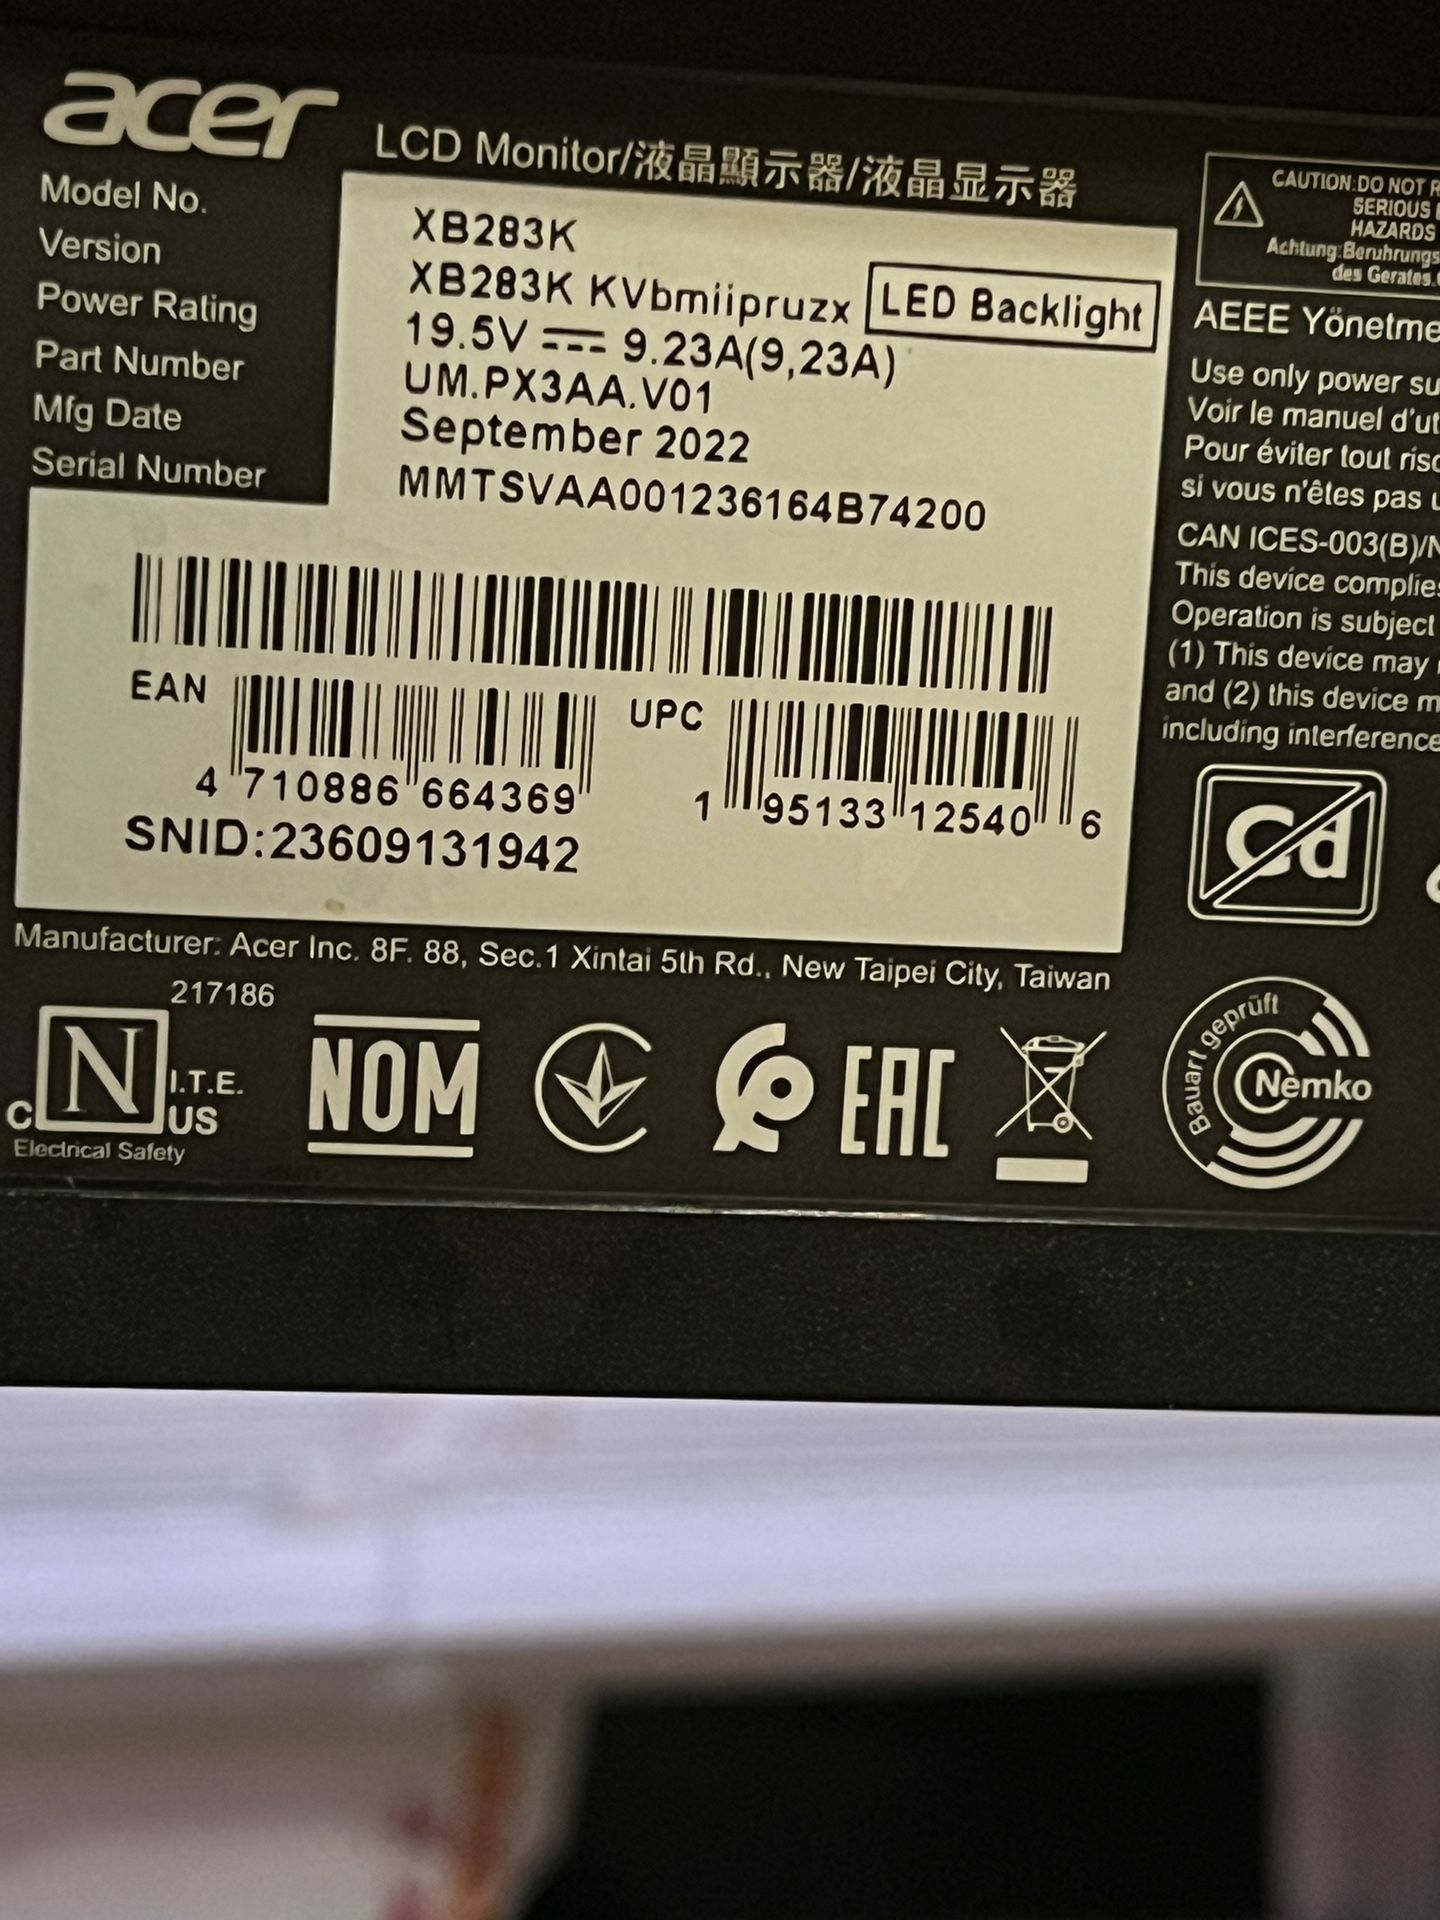 acer
LCD Monitor/液晶顯示器/液晶显示器
Model No. XB283K
Version XB283K KVbmiipruzx LED Backlight
Power Rating 19.5V ⎓ 9.23A(9,23A)
Part Number UM.PX3AA.V01
Mfg Date September 2022
Serial Number MMTSVAA001236164B74200
EAN
4 710886 664369
UPC
1 95133 12540 6
SNID:23609131942
Manufacturer: Acer Inc. 8F. 88, Sec.1 Xintai 5th Rd., New Taipei City, Taiwan
217186
N
I.T.E.
C US
Electrical Safety
NOM
EAC
Bauart geprüft
Nemko
CAUTION:DO NOT R
SERIOUS
HAZARDS
Achtung:Beruhrungs
des Gerates.
AEEE Yönetme
Use only power su
Voir le manuel d'ut
Pour éviter tout risq
si vous n'êtes pas u
CAN ICES-003(B)/N
This device complies
Operation is subject
(1) This device may
and (2) this device m
including interference
Cd